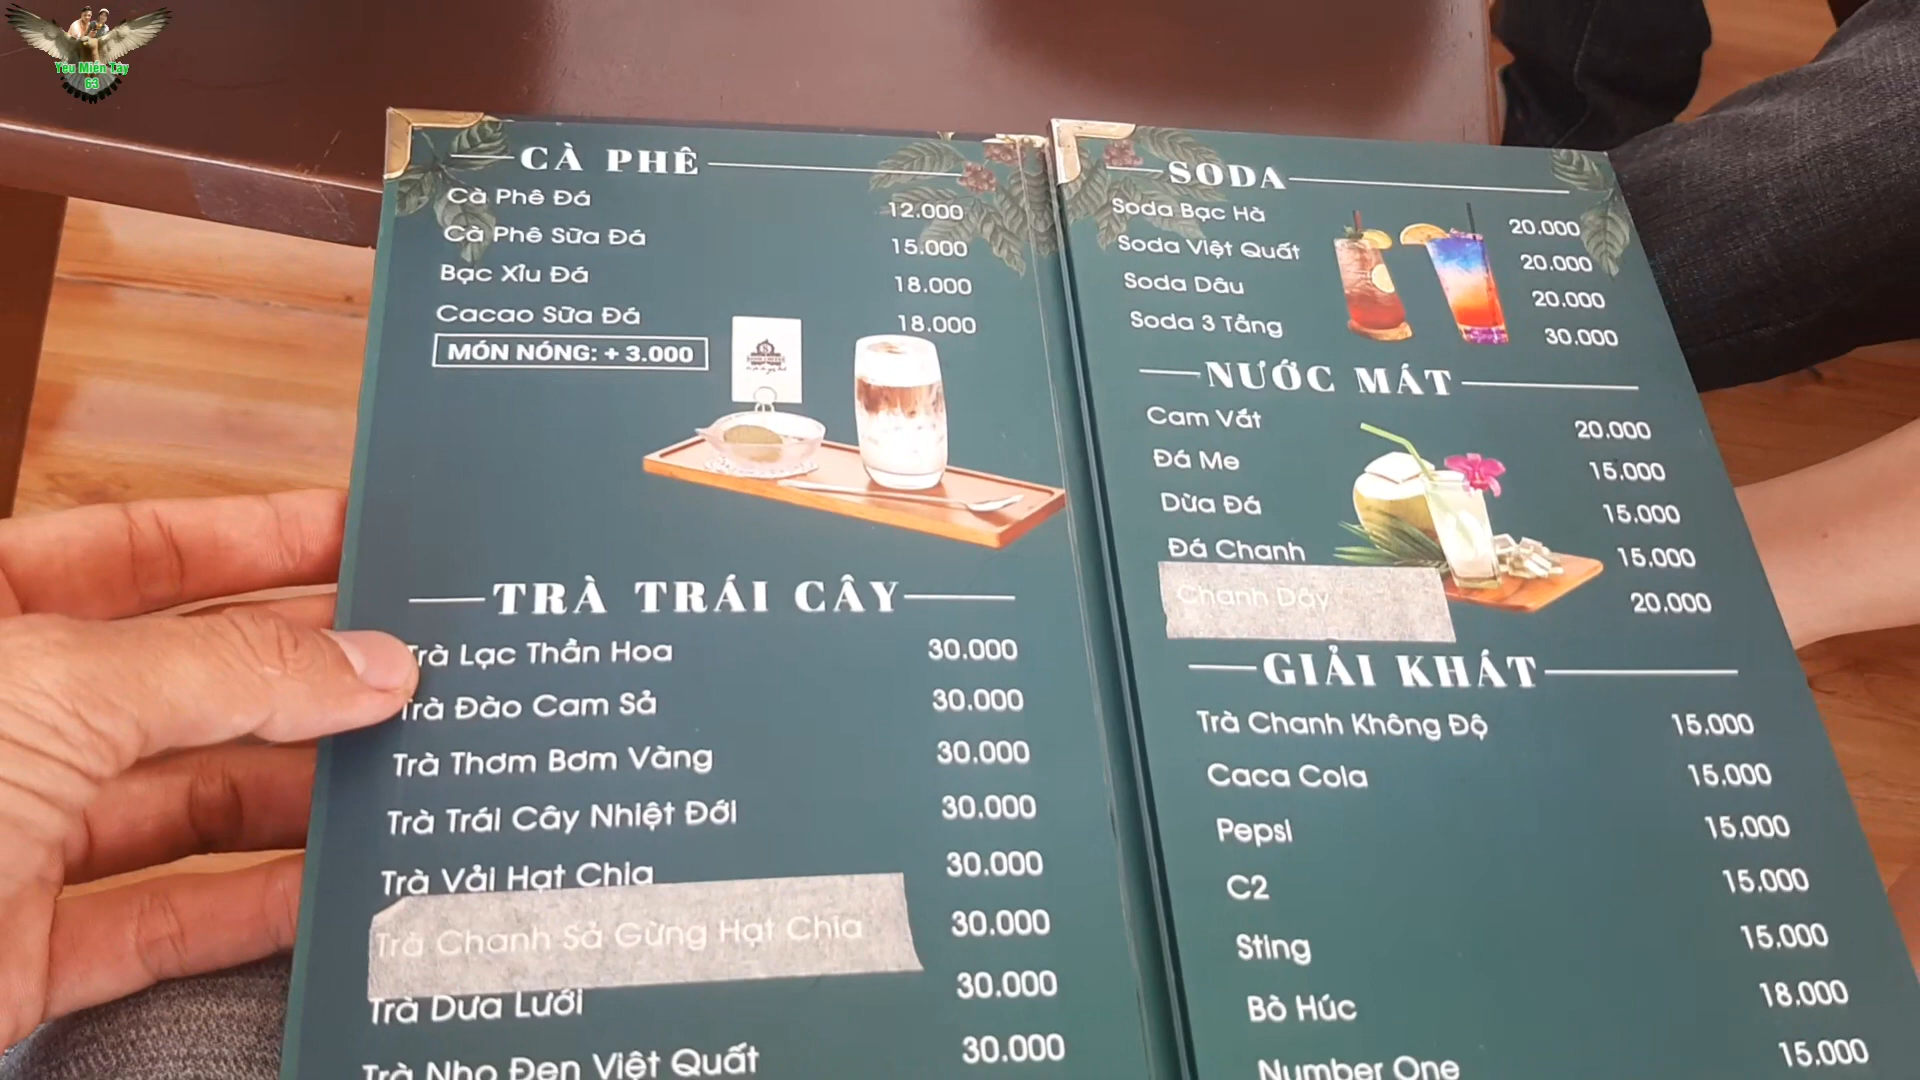 Yêu Miền Tây
63
CÀ PHÊ
Cà Phê Đá 12.000
Cà Phê Sữa Đá 15.000
Bạc Xỉu Đá 18.000
Cacao Sữa Đá 18.000
MÓN NÓNG: + 3.000
TRÀ TRÁI CÂY
Trà Lạc Thần Hoa 30.000
Trà Đào Cam Sả 30.000
Trà Thơm Bơm Vàng 30.000
Trà Trái Cây Nhiệt Đới 30.000
Trà Vải Hạt Chia 30.000
Trà Chanh Sả Gừng Hạt Chia 30.000
Trà Dưa Lưới 30.000
Trà Nho Đen Việt Quất 30.000
SODA
Soda Bạc Hà 20.000
Soda Việt Quất 20.000
Soda Dâu 20.000
Soda 3 Tầng 30.000
NƯỚC MÁT
Cam Vắt 20.000
Đá Me 15.000
Dừa Đá 15.000
Đá Chanh 15.000
Chanh Dây 20.000
GIẢI KHÁT
Trà Chanh Không Độ 15.000
Caca Cola 15.000
Pepsi 15.000
C2 15.000
Sting 15.000
Bò Húc 18.000
Number One 15.000